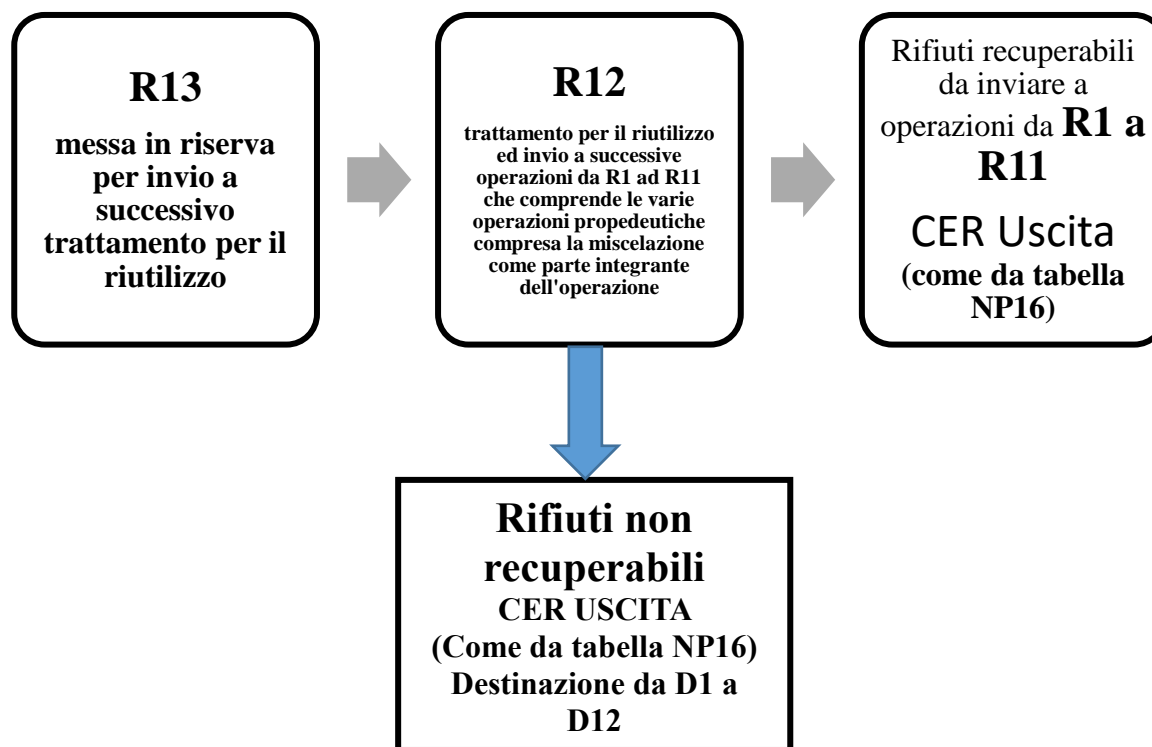 R13
messa in riserva
per invio a
successivo
trattamento per il
riutilizzo
R12
trattamento per il riutilizzo
ed invio a successive
operazioni da R1 ad R11
che comprende le varie
operazioni propedeutiche
compresa la miscelazione
come parte integrante
dell'operazione
Rifiuti recuperabili
da inviare a
operazioni da R1 a
R11
CER Uscita
(come da tabella
NP16)
Rifiuti non
recuperabili
CER USCITA
(Come da tabella NP16)
Destinazione da D1 a
D12